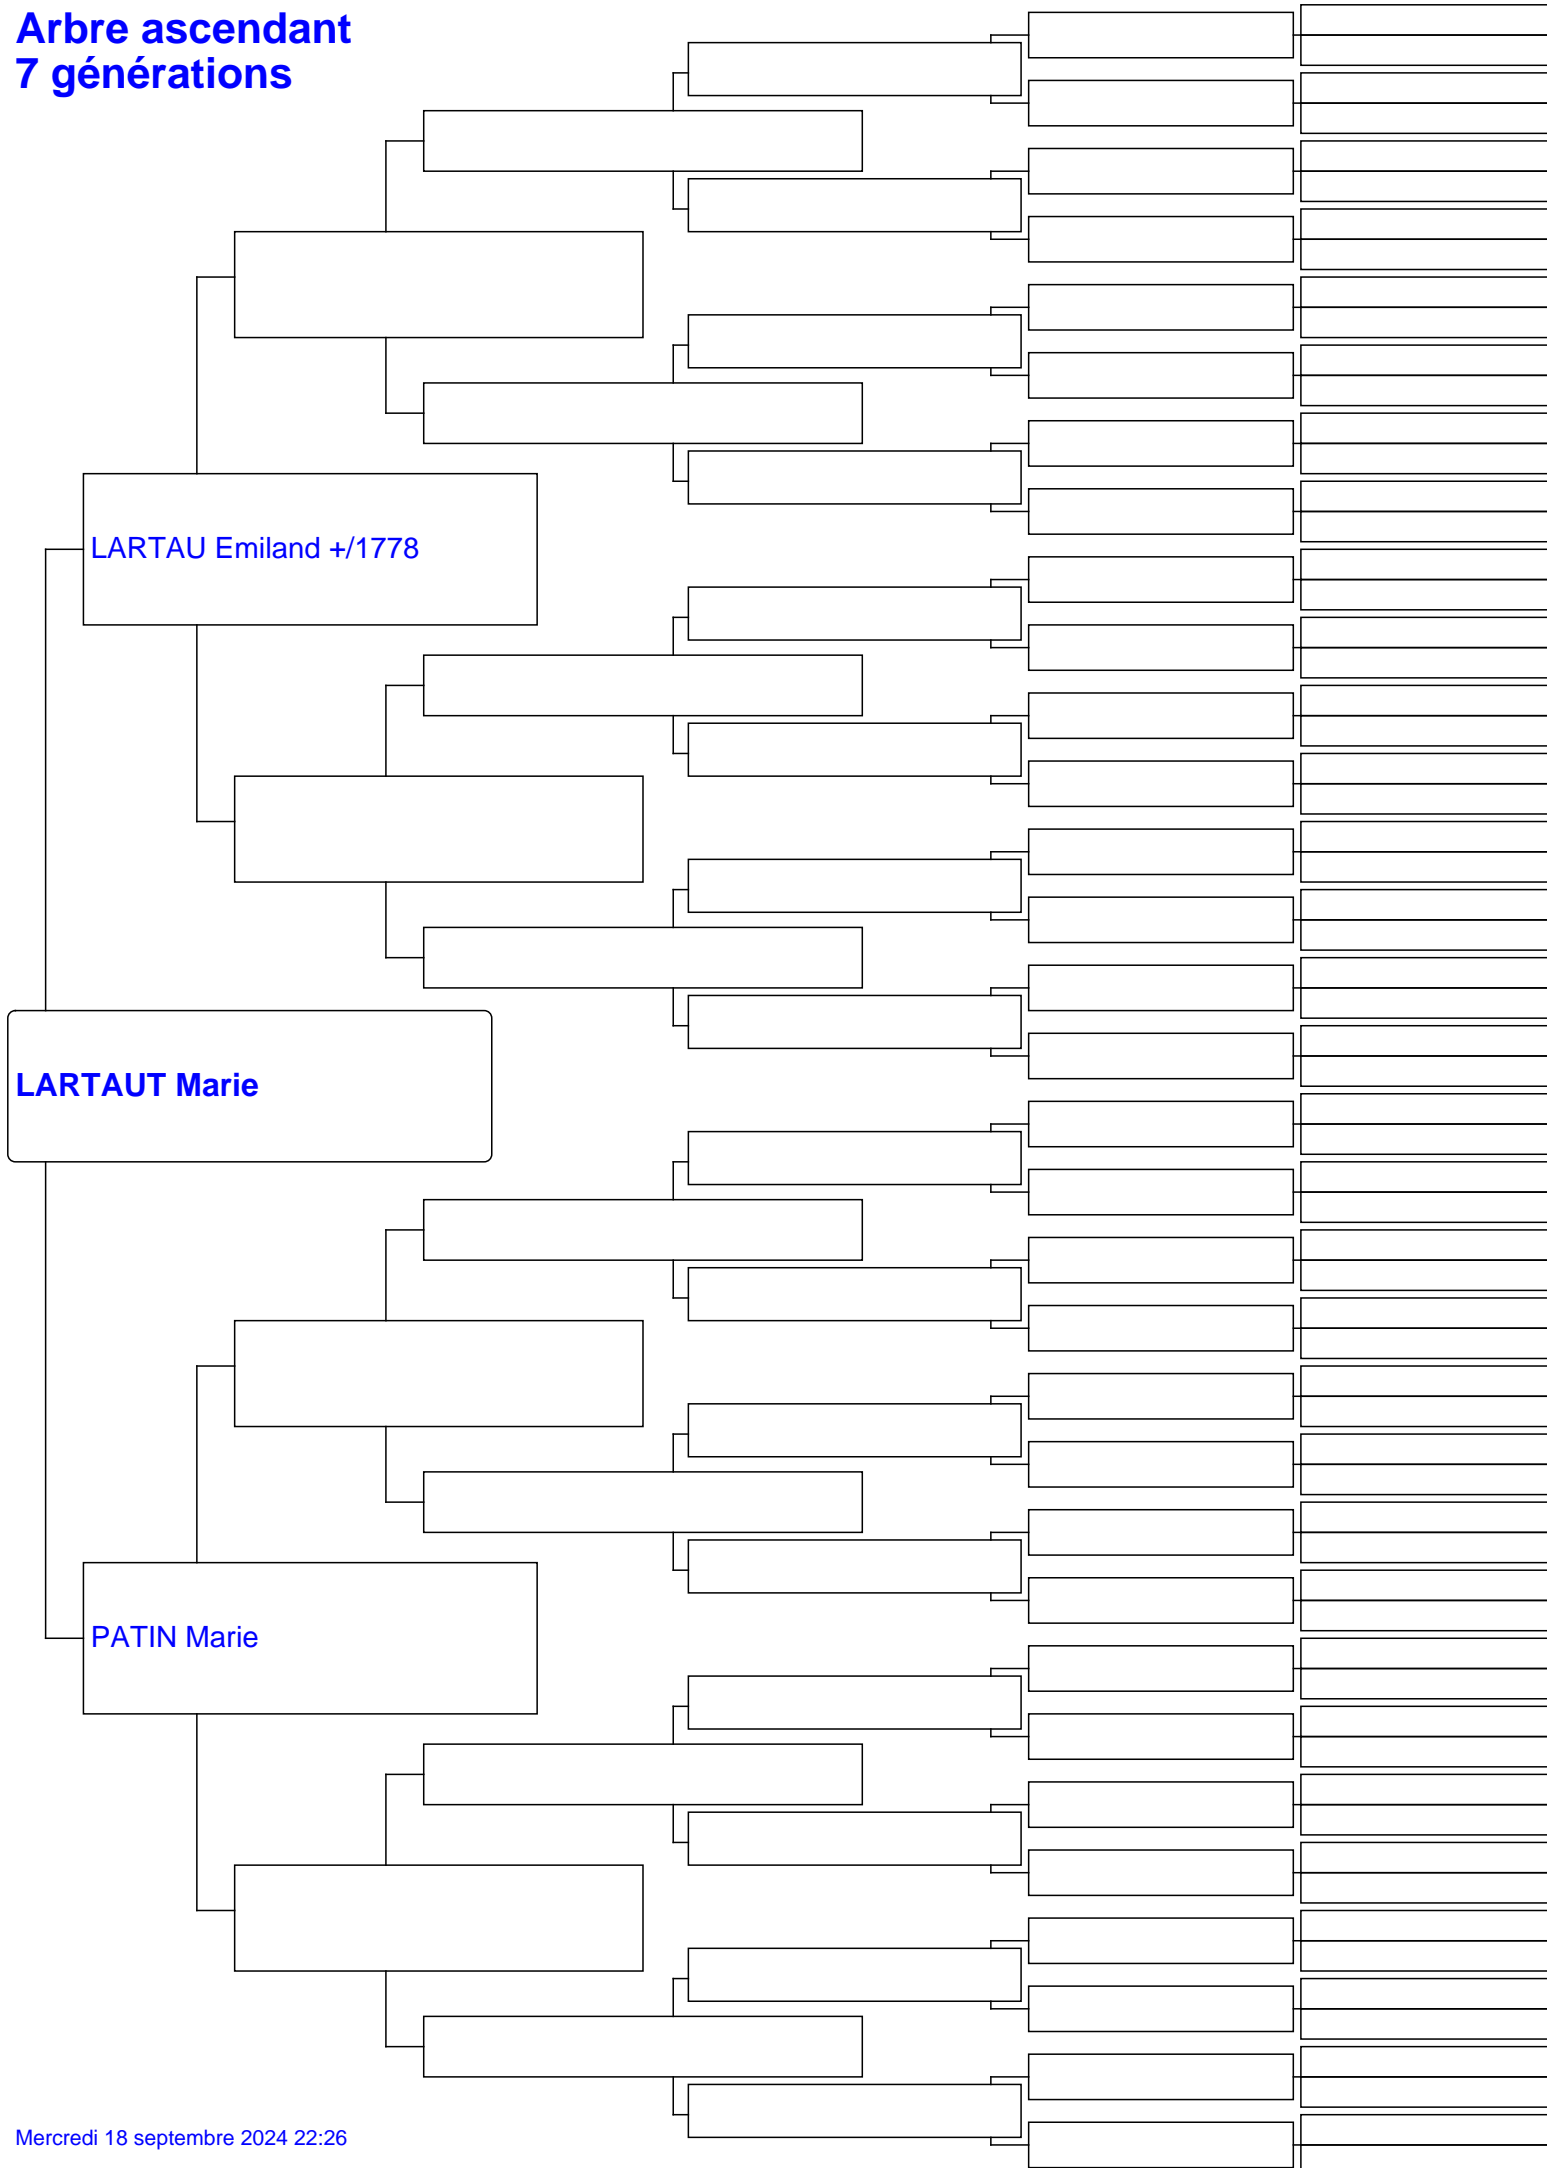 Arbre ascendant
7 générations
LARTAU Emiland +/1778
LARTAUT Marie
PATIN Marie
Mercredi 18 septembre 2024 22:26